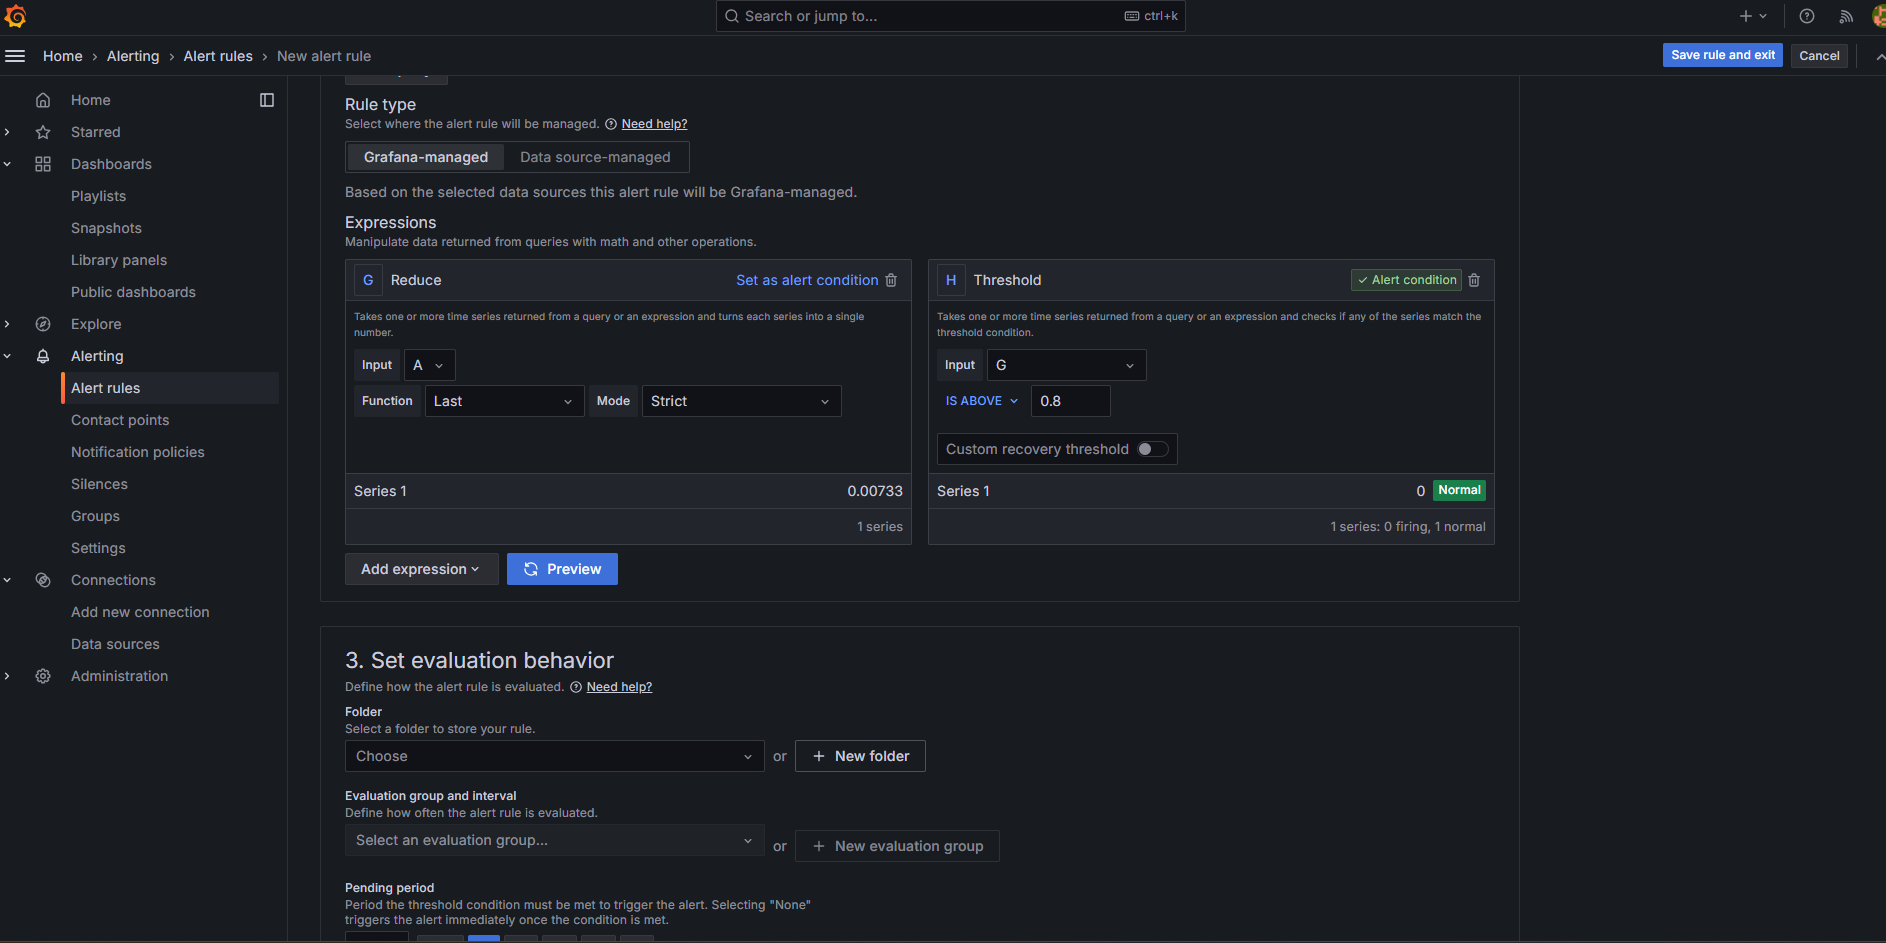 Search or jump to...
ctrl+k
Home › Alerting › Alert rules › New alert rule
Save rule and exit
Cancel
Home
Starred
Dashboards
Playlists
Snapshots
Library panels
Public dashboards
Explore
Alerting
Alert rules
Contact points
Notification policies
Silences
Groups
Settings
Connections
Add new connection
Data sources
Administration
Rule type
Select where the alert rule will be managed. Need help?
Grafana-managed
Data source-managed
Based on the selected data sources this alert rule will be Grafana-managed.
Expressions
Manipulate data returned from queries with math and other operations.
G Reduce
Set as alert condition
Takes one or more time series returned from a query or an expression and turns each series into a single
number.
Input A
Function Last Mode Strict
Series 1 0.00733
1 series
H Threshold
Alert condition
Takes one or more time series returned from a query or an expression and checks if any of the series match the
threshold condition.
Input G
IS ABOVE 0.8
Custom recovery threshold
Series 1 0 Normal
1 series: 0 firing, 1 normal
Add expression
Preview
3. Set evaluation behavior
Define how the alert rule is evaluated. Need help?
Folder
Select a folder to store your rule.
Choose or + New folder
Evaluation group and interval
Define how often the alert rule is evaluated.
Select an evaluation group... or + New evaluation group
Pending period
Period the threshold condition must be met to trigger the alert. Selecting "None"
triggers the alert immediately once the condition is met.